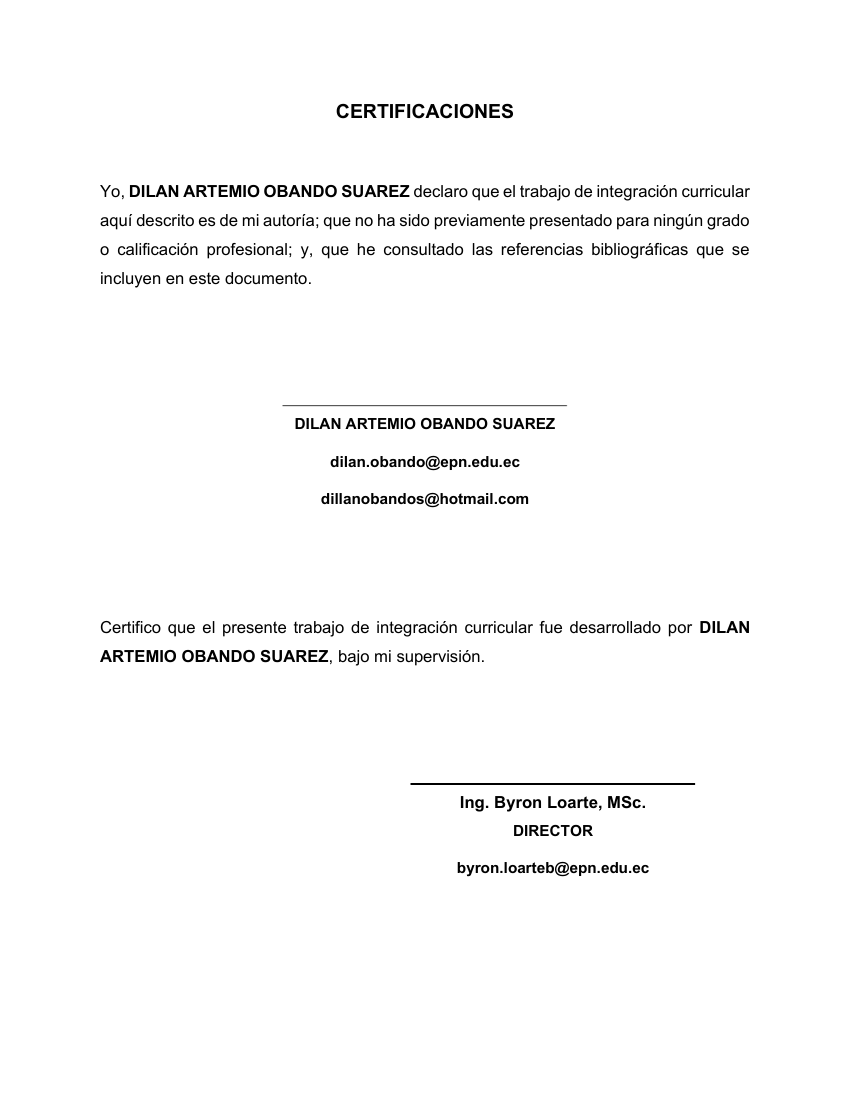 CERTIFICACIONES
Yo, DILAN ARTEMIO OBANDO SUAREZ declaro que el trabajo de integración curricular
aquí descrito es de mi autoría; que no ha sido previamente presentado para ningún grado
o calificación profesional; y, que he consultado las referencias bibliográficas que se
incluyen en este documento.
DILAN ARTEMIO OBANDO SUAREZ
dilan.obando@epn.edu.ec
dillanobandos@hotmail.com
Certifico que el presente trabajo de integración curricular fue desarrollado por DILAN
ARTEMIO OBANDO SUAREZ, bajo mi supervisión.
Ing. Byron Loarte, MSc.
DIRECTOR
byron.loarteb@epn.edu.ec